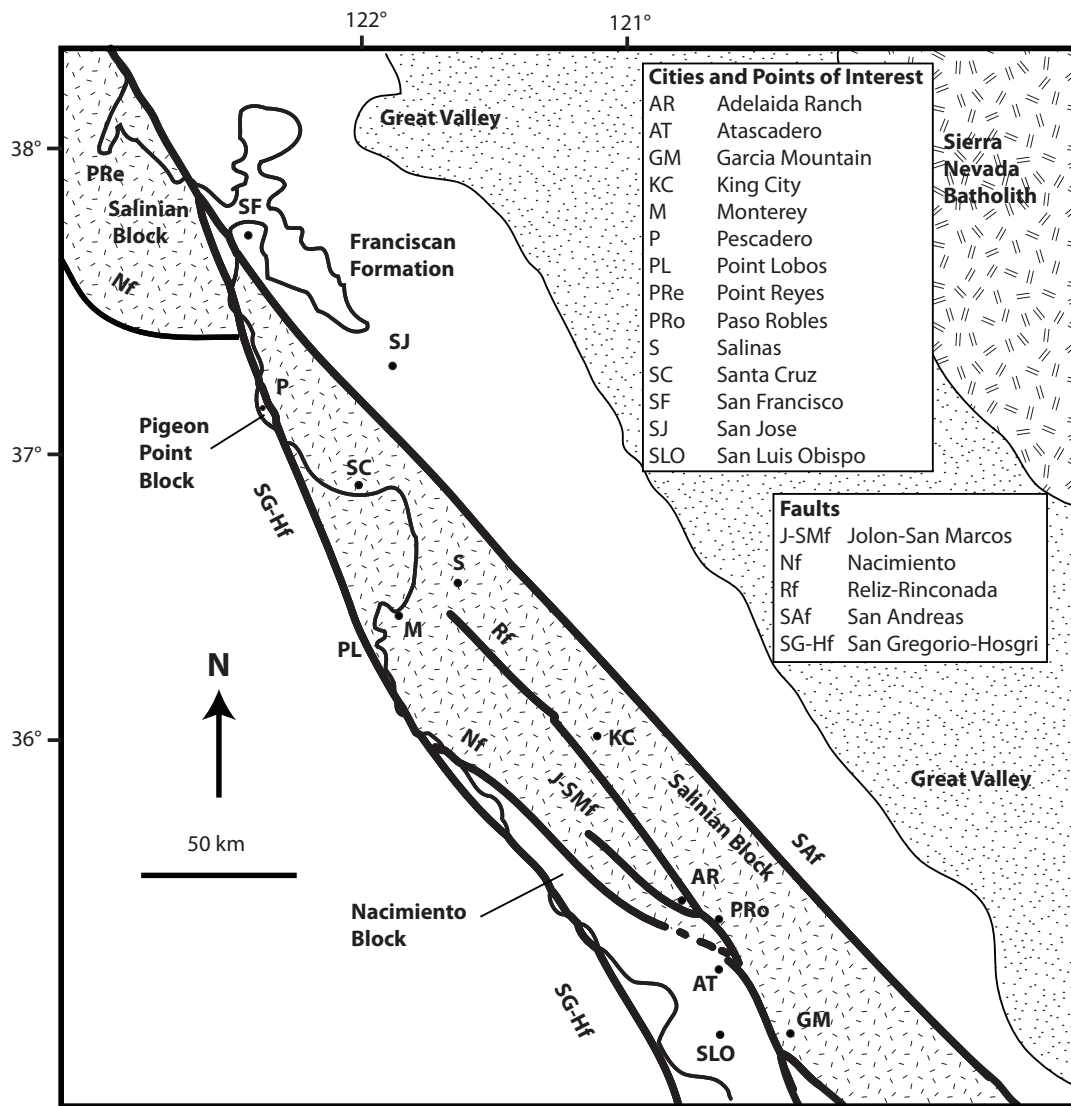 122°
121°
38°
37°
36°
Great Valley
Sierra
Nevada
Batholith
PRe
Salinian
Block
SF
Franciscan
Formation
Nf
SJ
P
Pigeon
Point
Block
SC
SG-Hf
S
M
PL
Rf
N
Nf
KC
J-SMf
Salinian Block
SAf
Great Valley
50 km
AR
PRo
Nacimiento
Block
AT
SG-Hf
GM
SLO
Cities and Points of Interest
AR Adelaida Ranch
AT Atascadero
GM Garcia Mountain
KC King City
M Monterey
P Pescadero
PL Point Lobos
PRe Point Reyes
PRo Paso Robles
S Salinas
SC Santa Cruz
SF San Francisco
SJ San Jose
SLO San Luis Obispo
Faults
J-SMf Jolon-San Marcos
Nf Nacimiento
Rf Reliz-Rinconada
SAf San Andreas
SG-Hf San Gregorio-Hosgri